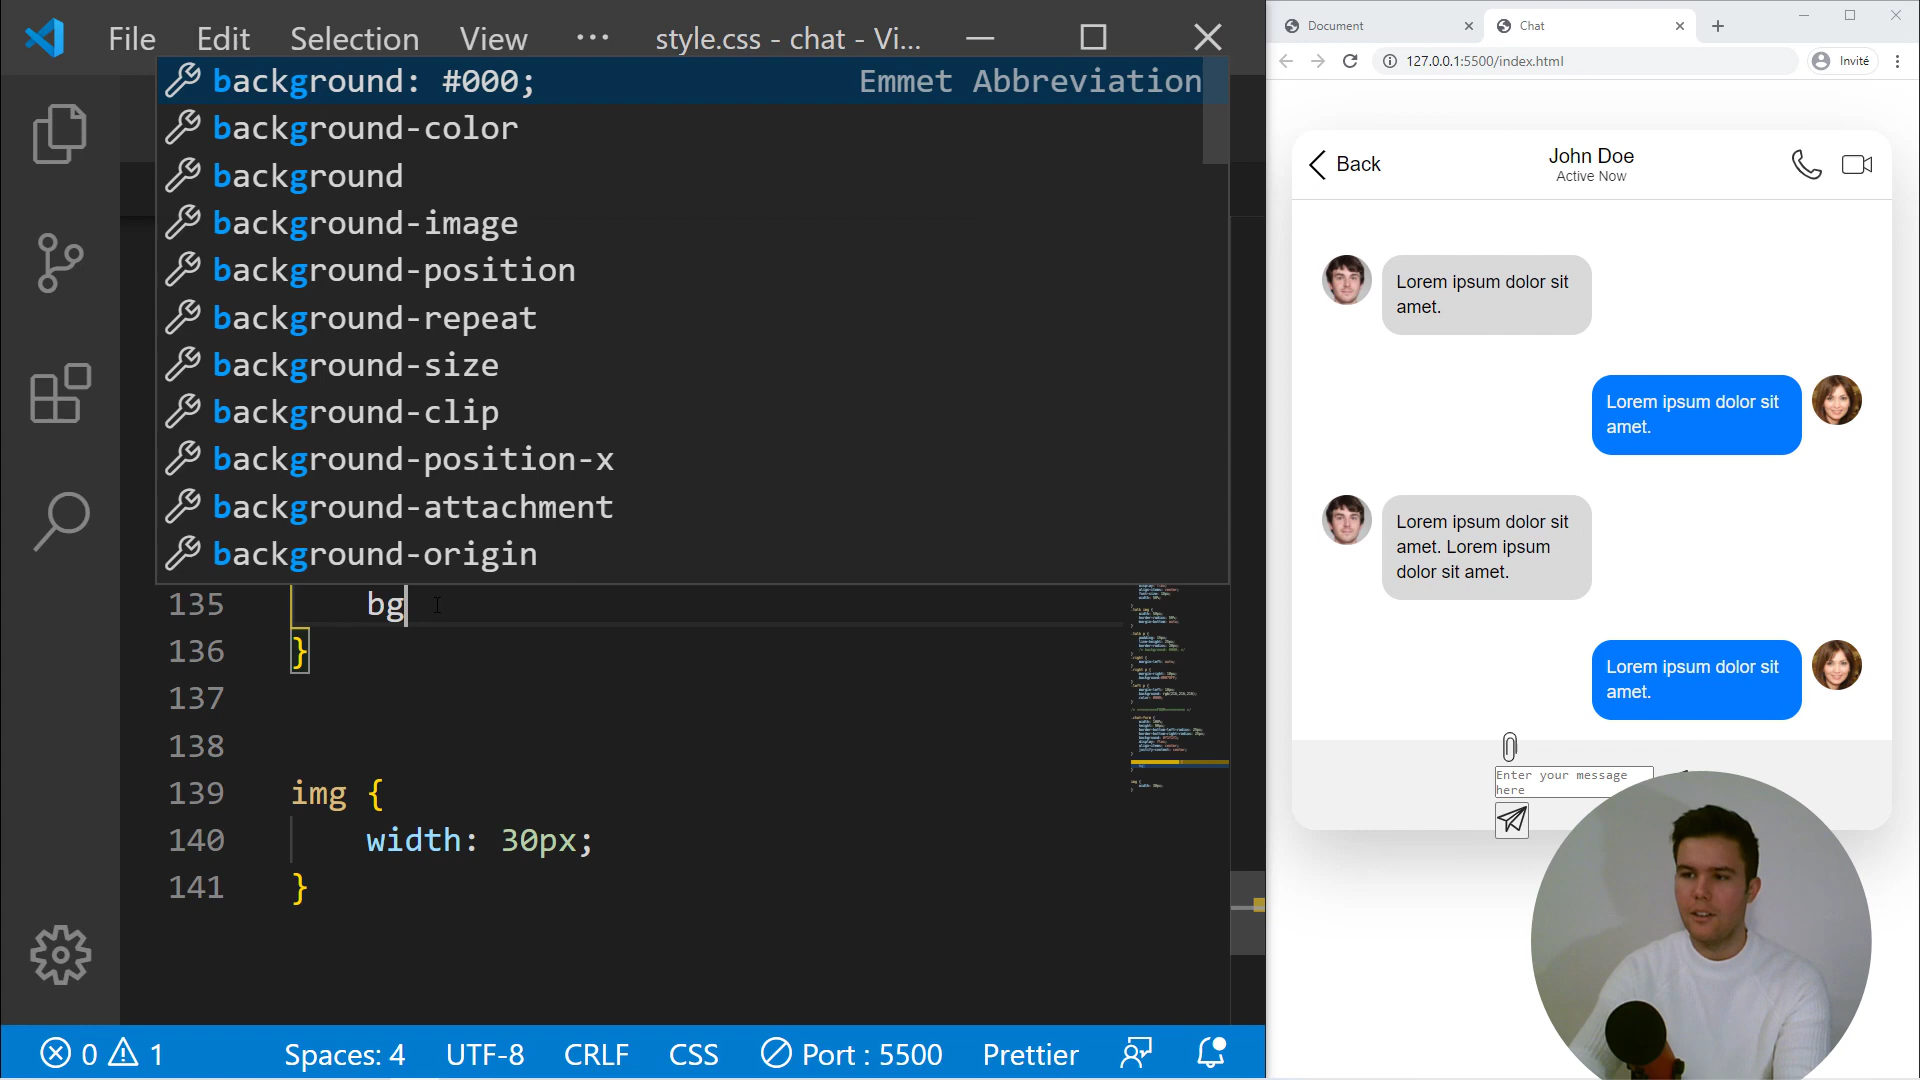 File Edit Selection View ··· style.css - chat - Vi...
background: #000; Emmet Abbreviation
background-color
background
background-image
background-position
background-repeat
background-size
background-clip
background-position-x
background-attachment
background-origin
135 bg
136 }
137
138
139 img {
140 width: 30px;
141 }
0 1 Spaces: 4 UTF-8 CRLF CSS Port : 5500 Prettier
Document Chat
127.0.0.1:5500/index.html Invité
Back
John Doe
Active Now
Lorem ipsum dolor sit
amet.
Lorem ipsum dolor sit
amet.
Lorem ipsum dolor sit
amet. Lorem ipsum
dolor sit amet.
Lorem ipsum dolor sit
amet.
Enter your message
here